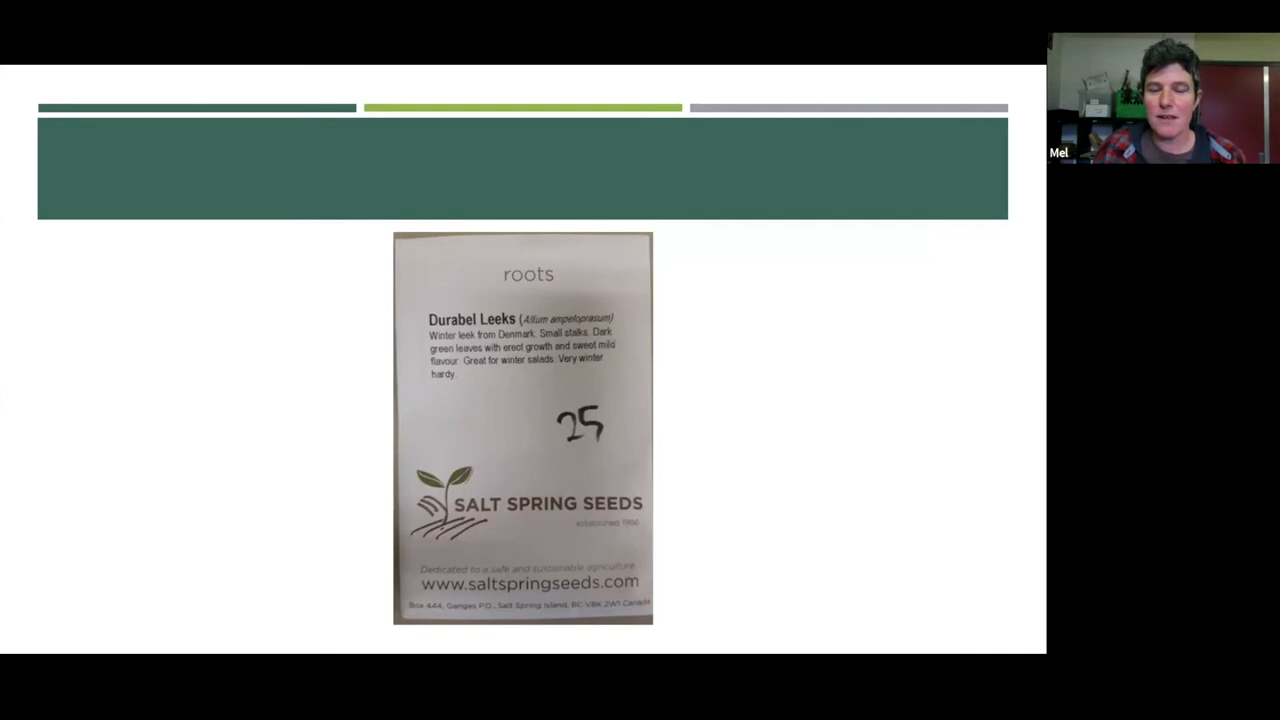 roots
Durabel Leeks (Allium ampeloprasum)
Winter leek from Denmark. Small stalks. Dark
green leaves with erect growth and sweet mild
flavour. Great for winter salads. Very winter
hardy.
25
SALT SPRING SEEDS
established 1986
Dedicated to a safe and sustainable agriculture
www.saltspringseeds.com
Box 444, Ganges P.O., Salt Spring Island, BC V8K 2W1 Canada
Mel